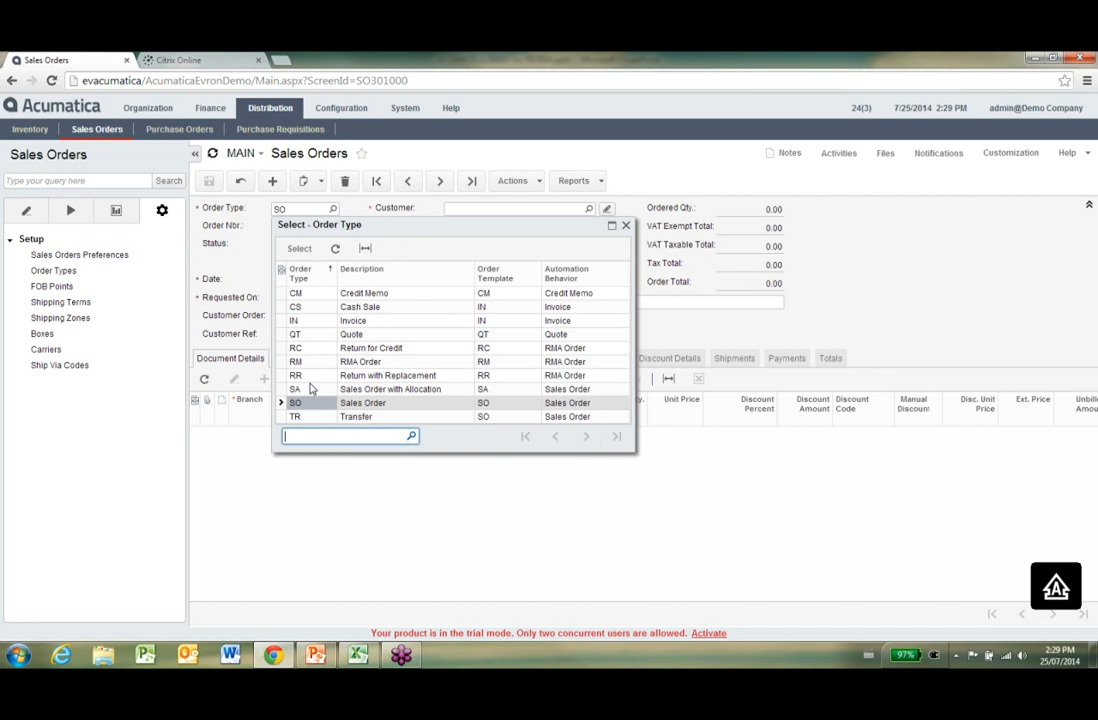 Sales Orders
Citrix Online
evacumatica/AcumaticaEvronDemo/Main.aspx?ScreenId=SO301000
Acumatica Organization Finance Distribution Configuration System Help 24(3) 7/25/2014 2:29 PM admin@Demo Company
Inventory Sales Orders Purchase Orders Purchase Requisitions
Sales Orders MAIN Sales Orders Notes Activities Files Notifications Customization Help
Type your query here Search Actions Reports
* Order Type: SO * Customer: Ordered Qty.: 0.00
Order Nbr.: Select - Order Type VAT Exempt Total: 0.00
Status: Select VAT Taxable Total: 0.00
Tax Total: 0.00
* Date: Order Total: 0.00
* Requested On:
Customer Order:
Customer Ref:
Setup
Sales Orders Preferences
Order Types
FOB Points
Shipping Terms
Shipping Zones
Boxes
Carriers
Ship Via Codes
Order Type Description Order Template Automation Behavior
CM Credit Memo CM Credit Memo
CS Cash Sale IN Invoice
IN Invoice IN Invoice
QT Quote QT Quote
RC Return for Credit RC RMA Order
RM RMA Order RM RMA Order
RR Return with Replacement RR RMA Order
SA Sales Order with Allocation SA Sales Order
SO Sales Order SO Sales Order
TR Transfer SO Sales Order
Document Details Discount Details Shipments Payments Totals
* Branch Unit Price Discount Percent Discount Amount Discount Code Manual Discount Disc. Unit Price Ext. Price
Your product is in the trial mode. Only two concurrent users are allowed. Activate
97%
2:29 PM
25/07/2014